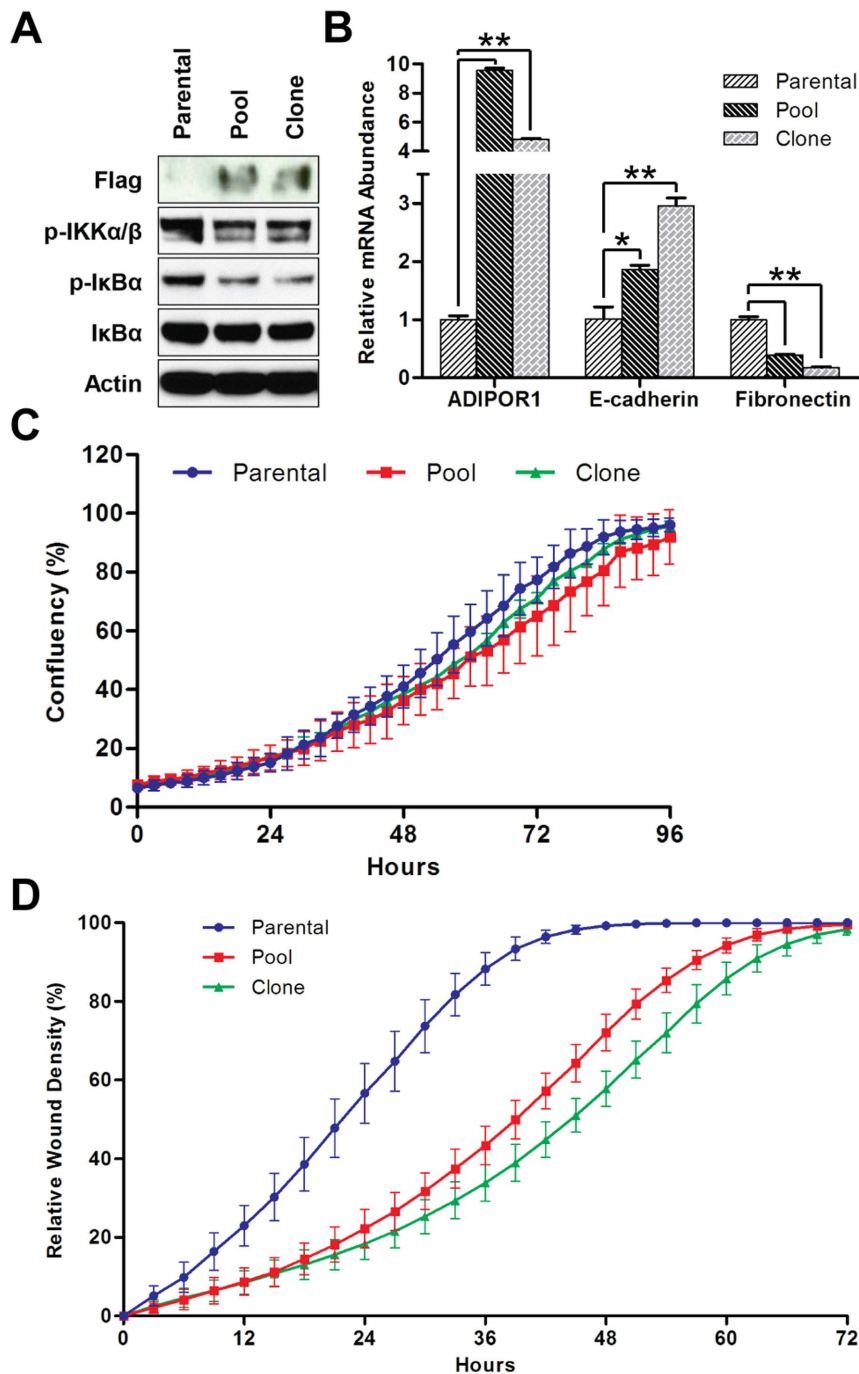 A
Parental
Pool
Clone
Flag
p-IKKα/β
p-IκBα
IκBα
Actin
B
Relative mRNA Abundance
10
8
6
4
3
2
1
0
**
*
**
**
Parental
Pool
Clone
ADIPOR1
E-cadherin
Fibronectin
C
Confluency (%)
120
100
80
60
40
20
0
Parental
Pool
Clone
0
24
48
72
96
Hours
D
Relative Wound Density (%)
100
80
60
40
20
0
Parental
Pool
Clone
0
12
24
36
48
60
72
Hours